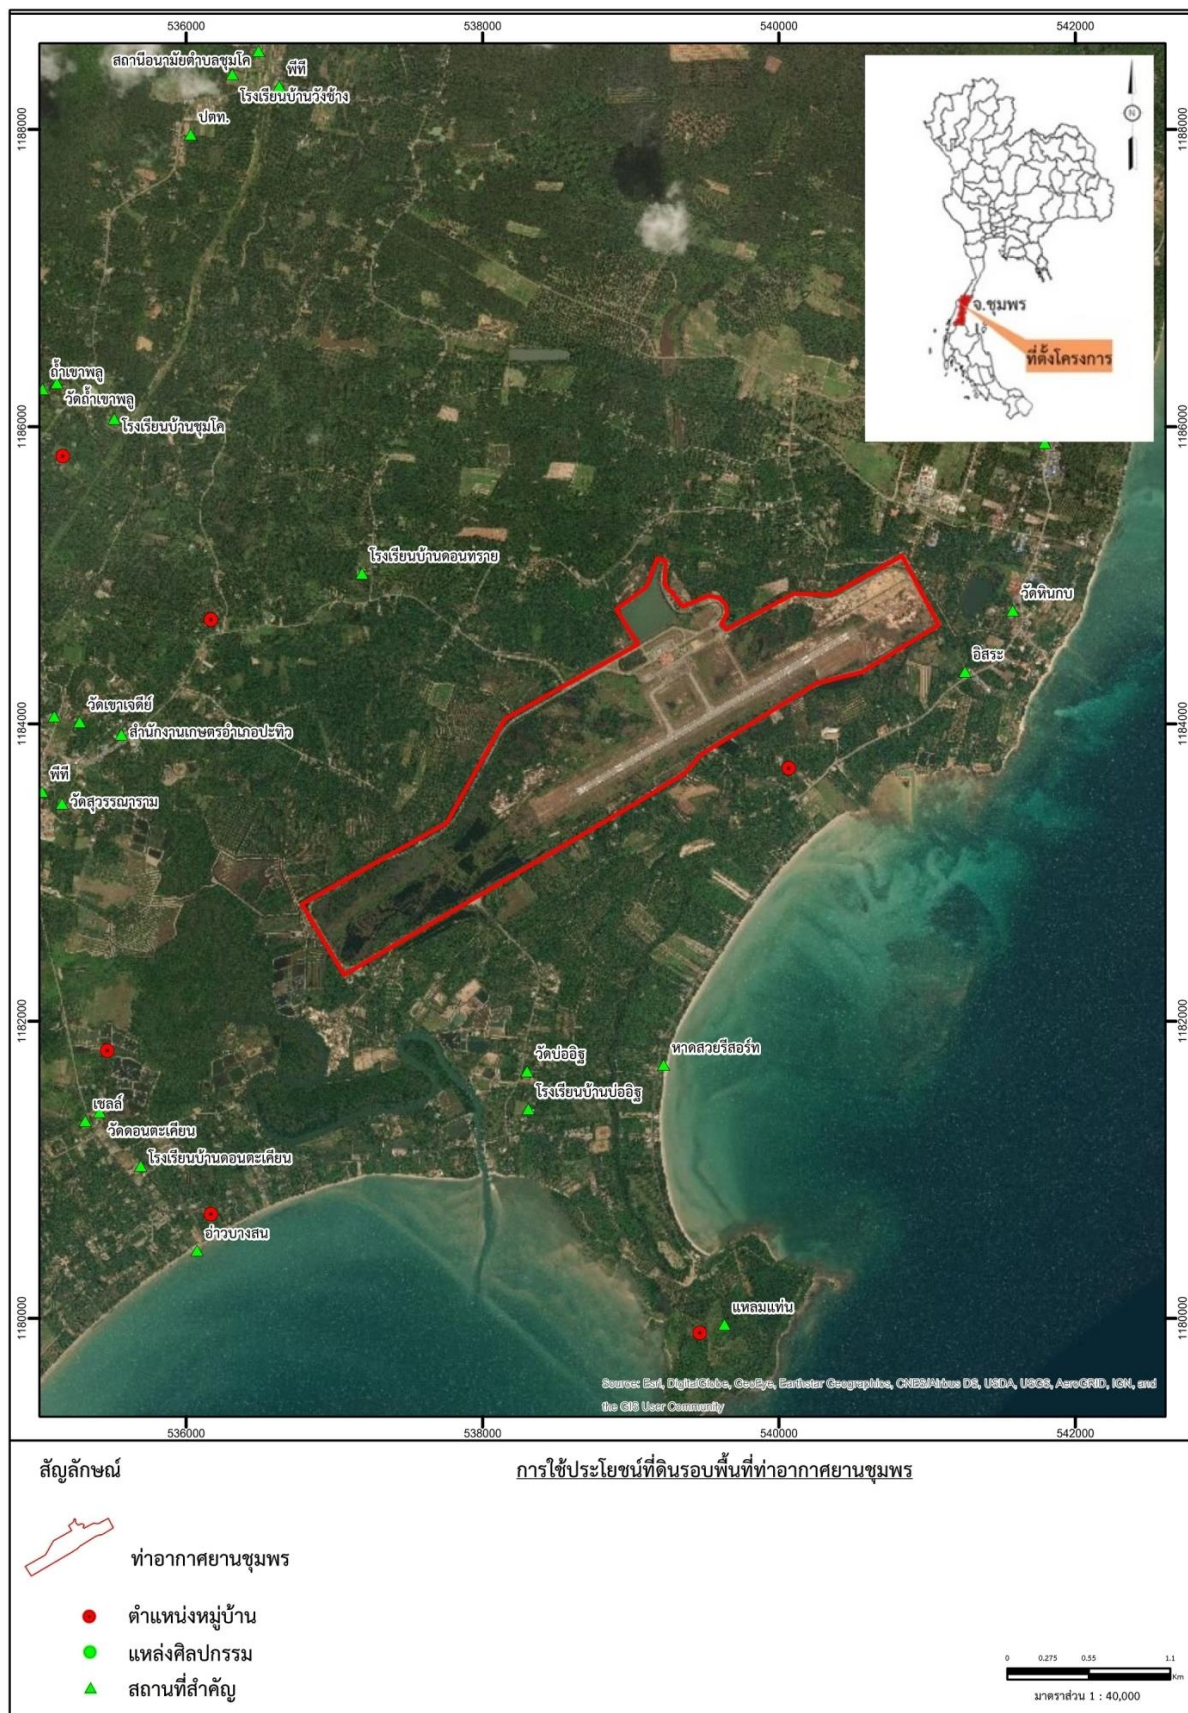 536000
538000
540000
542000
สถานีอนามัยตำบลชุมโค
พีที
โรงเรียนบ้านวังช้าง
ปตท.
1188000
1188000
N
จ.ชุมพร
ที่ตั้งโครงการ
ถ้ำเขาพลู
วัดถ้ำเขาพลู
โรงเรียนบ้านชุมโค
1186000
1186000
โรงเรียนบ้านดอนทราย
วัดหินกบ
อิสระ
วัดเขาเจดีย์
สำนักงานเกษตรอำเภอปะทิว
1184000
1184000
พีที
วัดสุวรรณาราม
1182000
1182000
วัดบ่ออิฐ
หาดสวยรีสอร์ท
โรงเรียนบ้านบ่ออิฐ
เชลล์
วัดดอนตะเคียน
โรงเรียนบ้านดอนตะเคียน
อ่าวบางสน
แหลมแท่น
1180000
1180000
Source: Esri, DigitalGlobe, GeoEye, Earthstar Geographics, CNES/Airbus DS, USDA, USGS, AeroGRID, IGN, and
the GIS User Community
536000
538000
540000
542000
สัญลักษณ์
การใช้ประโยชน์ที่ดินรอบพื้นที่ท่าอากาศยานชุมพร
ท่าอากาศยานชุมพร
ตำแหน่งหมู่บ้าน
แหล่งศิลปกรรม
สถานที่สำคัญ
0 0.275 0.55 1.1
Km
มาตราส่วน 1 : 40,000